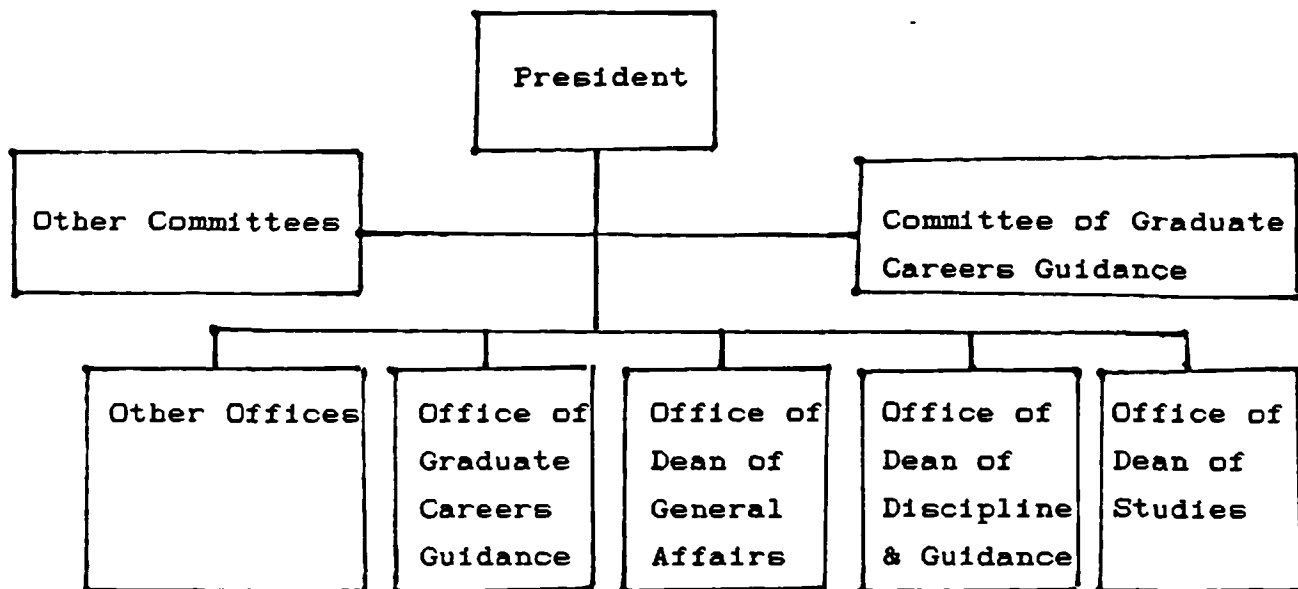 President
Other Committees
Committee of Graduate
Careers Guidance
Other Offices
Office of
Graduate
Careers
Guidance
Office of
Dean of
General
Affairs
Office of
Dean of
Discipline
& Guidance
Office of
Dean of
Studies